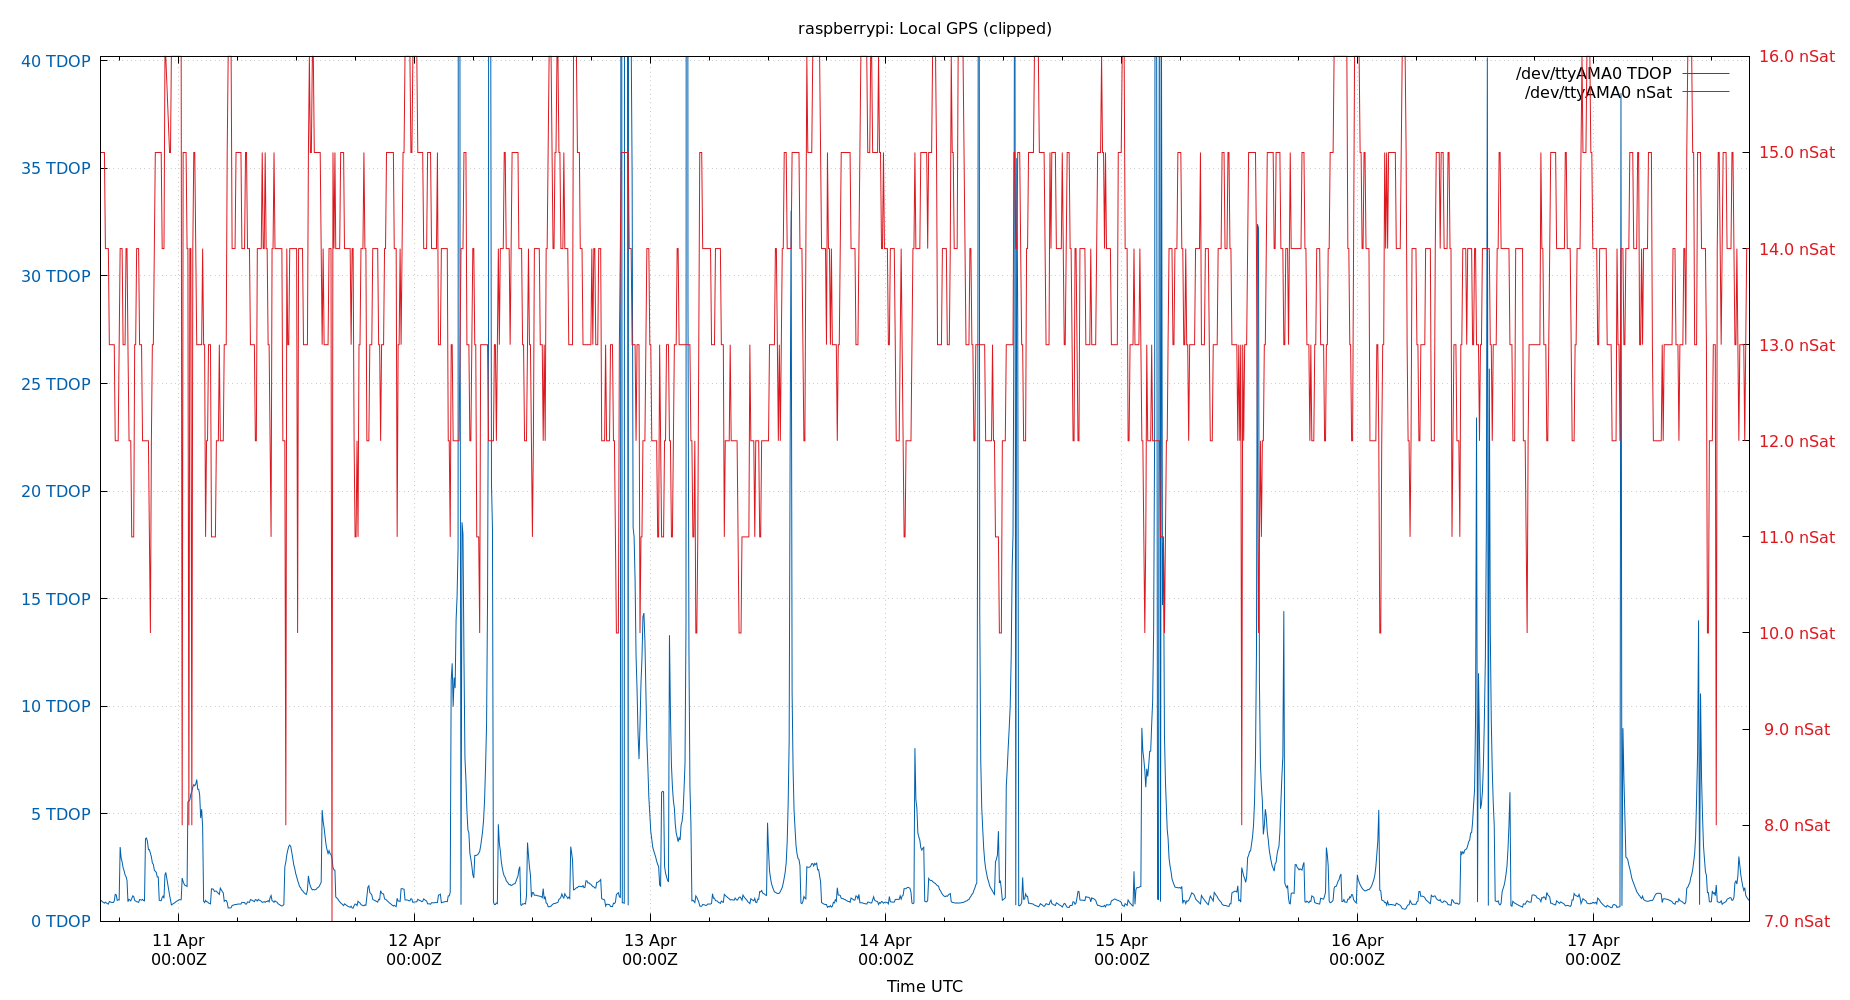 raspberrypi: Local GPS (clipped)
40 TDOP
35 TDOP
30 TDOP
25 TDOP
20 TDOP
15 TDOP
10 TDOP
5 TDOP
0 TDOP
16.0 nSat
15.0 nSat
14.0 nSat
13.0 nSat
12.0 nSat
11.0 nSat
10.0 nSat
9.0 nSat
8.0 nSat
7.0 nSat
/dev/ttyAMA0 TDOP
/dev/ttyAMA0 nSat
11 Apr
00:00Z
12 Apr
00:00Z
13 Apr
00:00Z
14 Apr
00:00Z
15 Apr
00:00Z
16 Apr
00:00Z
17 Apr
00:00Z
Time UTC